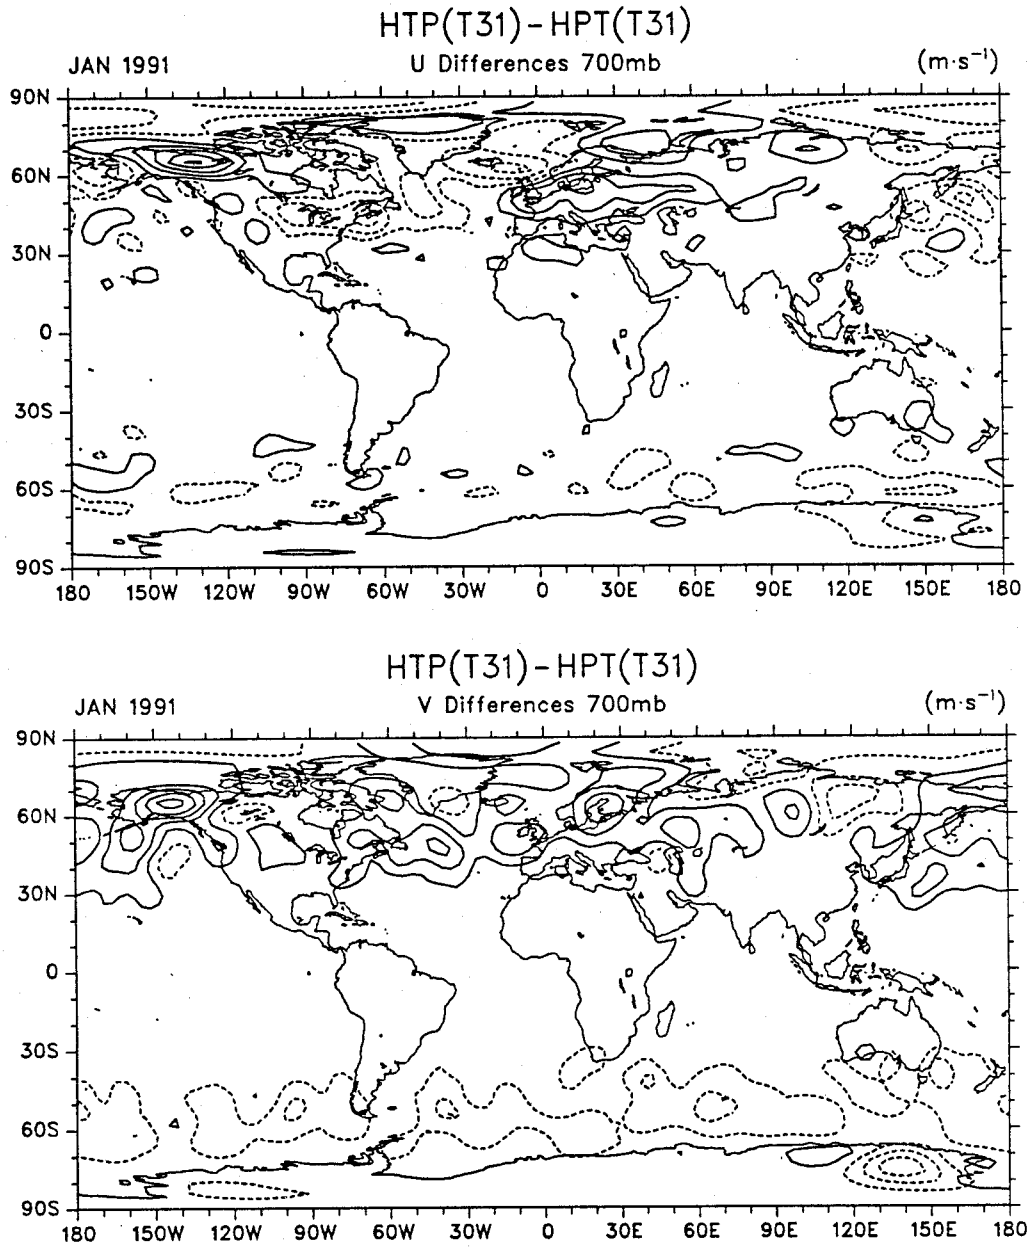 HTP(T31)-HPT(T31)
JAN 1991 U Differences 700mb (m·s⁻¹)
90N
60N
30N
0
30S
60S
90S
180 150W 120W 90W 60W 30W 0 30E 60E 90E 120E 150E 180
HTP(T31)-HPT(T31)
JAN 1991 V Differences 700mb (m·s⁻¹)
90N
60N
30N
0
30S
60S
90S
180 150W 120W 90W 60W 30W 0 30E 60E 90E 120E 150E 180